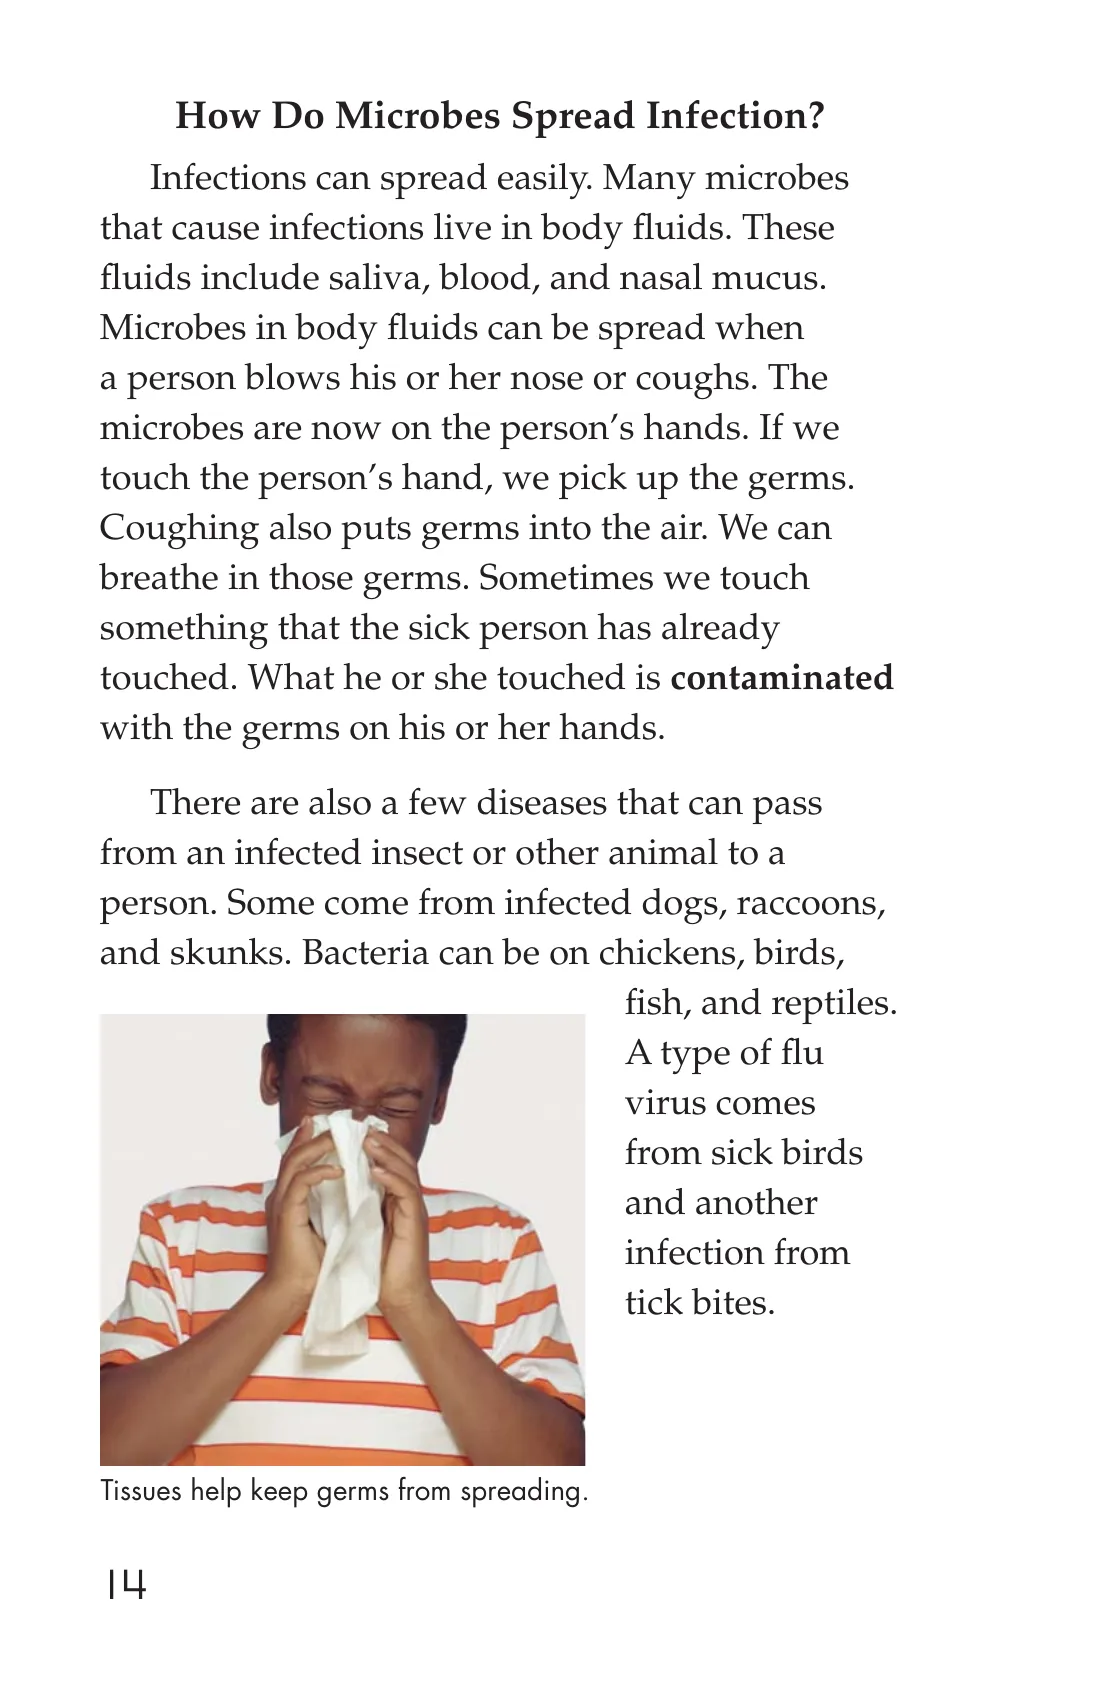 How Do Microbes Spread Infection?
Infections can spread easily. Many microbes
that cause infections live in body fluids. These
fluids include saliva, blood, and nasal mucus.
Microbes in body fluids can be spread when
a person blows his or her nose or coughs. The
microbes are now on the person’s hands. If we
touch the person’s hand, we pick up the germs.
Coughing also puts germs into the air. We can
breathe in those germs. Sometimes we touch
something that the sick person has already
touched. What he or she touched is contaminated
with the germs on his or her hands.
There are also a few diseases that can pass
from an infected insect or other animal to a
person. Some come from infected dogs, raccoons,
and skunks. Bacteria can be on chickens, birds,
fish, and reptiles.
A type of flu
virus comes
from sick birds
and another
infection from
tick bites.
Tissues help keep germs from spreading.
14